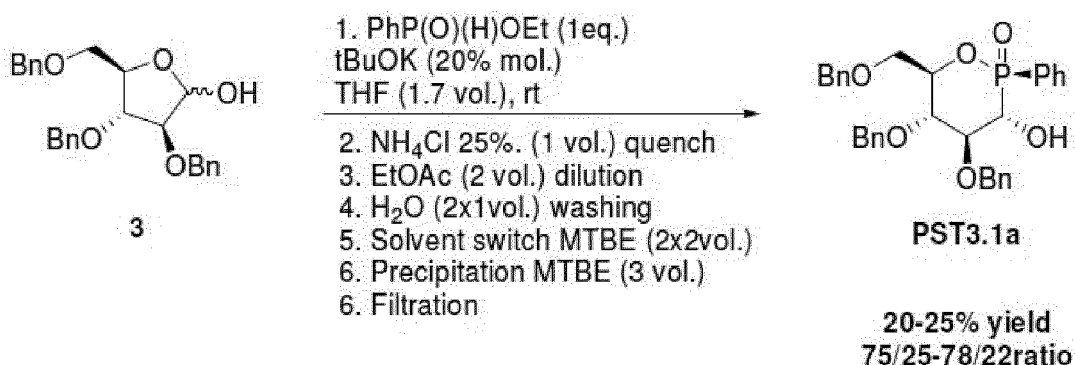 1. PhP(O)(H)OEt (1eq.)
tBuOK (20% mol.)
THF (1.7 vol.), rt
2. NH4Cl 25%. (1 vol.) quench
3. EtOAc (2 vol.) dilution
4. H2O (2x1vol.) washing
5. Solvent switch MTBE (2x2vol.)
6. Precipitation MTBE (3 vol.)
6. Filtration
BnO
O
OH
BnO
OBn
3
O
BnO
O
P
Ph
BnO
OH
OBn
PST3.1a
20-25% yield
75/25-78/22ratio